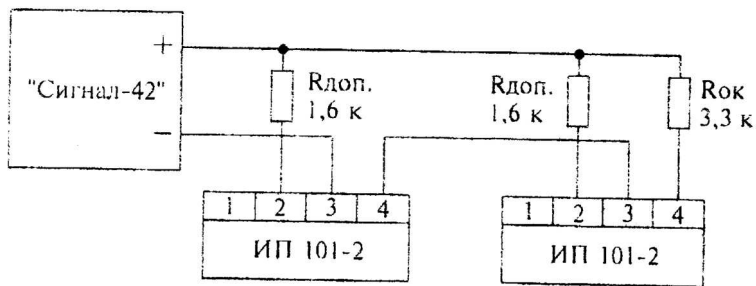 +
"Сигнал-42"
−
Rдоп.
1,6 к
Rдоп.
1,6 к
Rок
3,3 к
1 2 3 4
ИП 101-2
1 2 3 4
ИП 101-2